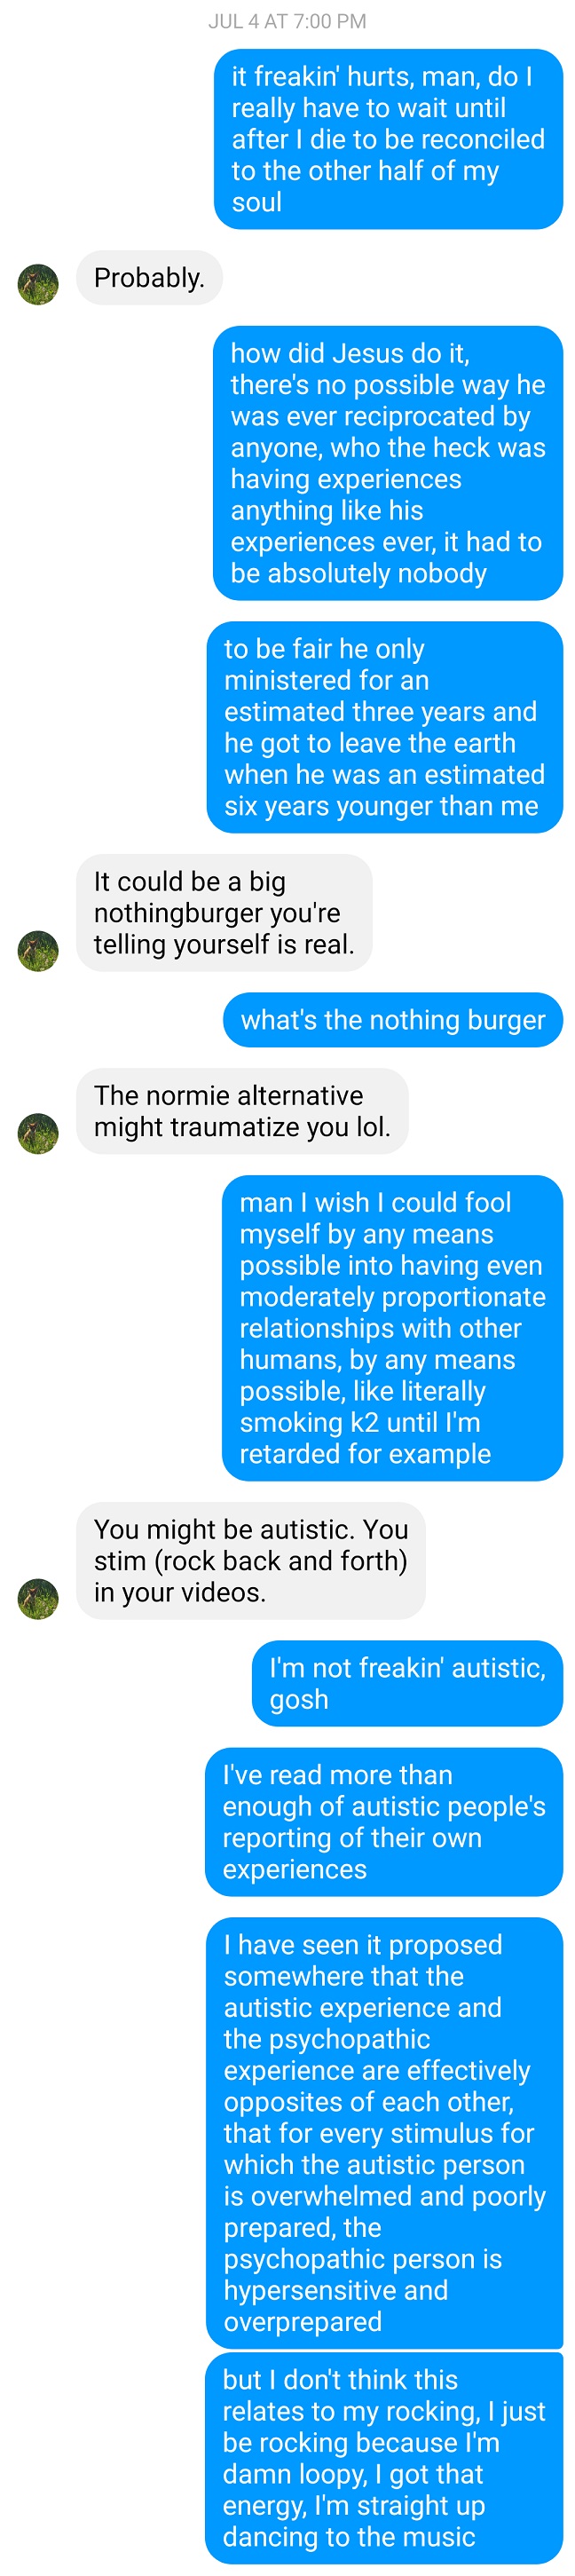 JUL 4 AT 7:00 PM
it freakin' hurts, man, do I
really have to wait until
after I die to be reconciled
to the other half of my
soul
Probably.
how did Jesus do it,
there's no possible way he
was ever reciprocated by
anyone, who the heck was
having experiences
anything like his
experiences ever, it had to
be absolutely nobody
to be fair he only
ministered for an
estimated three years and
he got to leave the earth
when he was an estimated
six years younger than me
It could be a big
nothingburger you're
telling yourself is real.
what's the nothing burger
The normie alternative
might traumatize you lol.
man I wish I could fool
myself by any means
possible into having even
moderately proportionate
relationships with other
humans, by any means
possible, like literally
smoking k2 until I'm
retarded for example
You might be autistic. You
stim (rock back and forth)
in your videos.
I'm not freakin' autistic,
gosh
I've read more than
enough of autistic people's
reporting of their own
experiences
I have seen it proposed
somewhere that the
autistic experience and
the psychopathic
experience are effectively
opposites of each other,
that for every stimulus for
which the autistic person
is overwhelmed and poorly
prepared, the
psychopathic person is
hypersensitive and
overprepared
but I don't think this
relates to my rocking, I just
be rocking because I'm
damn loopy, I got that
energy, I'm straight up
dancing to the music